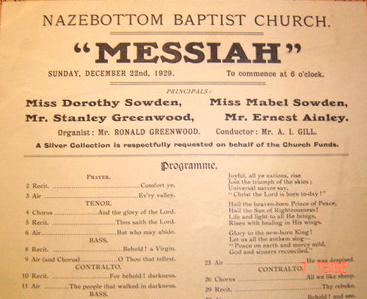 NAZEBOTTOM BAPTIST CHURCH.
"MESSIAH"
SUNDAY, DECEMBER 22nd, 1929. To commence at 6 o'clock.
PRINCIPALS:
Miss Dorothy Sowden, Miss Mabel Sowden,
Mr. Stanley Greenwood, Mr. Ernest Ainley.
Organist : Mr. RONALD GREENWOOD. Conductor : Mr. A. I. GILL.
A Silver Collection is respectfully requested on behalf of the Church Funds.
Programme.
PRAYER.
2 Recit. Comfort ye.
3 Air Ev'ry valley.
TENOR.
4 Chorus And the glory of the Lord.
5 Recit. Thus saith the Lord.
6 Air But who may abide.
BASS.
8 Recit. Behold! a Virgin.
9 Air (and Chorus) O Thou that tellest.
CONTRALTO.
10 Recit. For behold! darkness.
11 Air The people that walked in darkness.
BASS.
Joyful, all ye nations, rise
Join the triumph of the skies;
Universal nature say,
"Christ the Lord is born to-day!"
Hail the heaven-born Prince of Peace,
Hail the Sun of Righteousness!
Life and light to all He brings,
Risen with healing in His wings.
Glory to the new-born King!
Let us all the anthem sing—
"Peace on earth and mercy mild,
God and sinners reconciled."
23 Air He was despised.
CONTRALTO.
26 Chorus All we like sheep.
29 Recit. Thy rebuke.
30 Air Behold, and see.